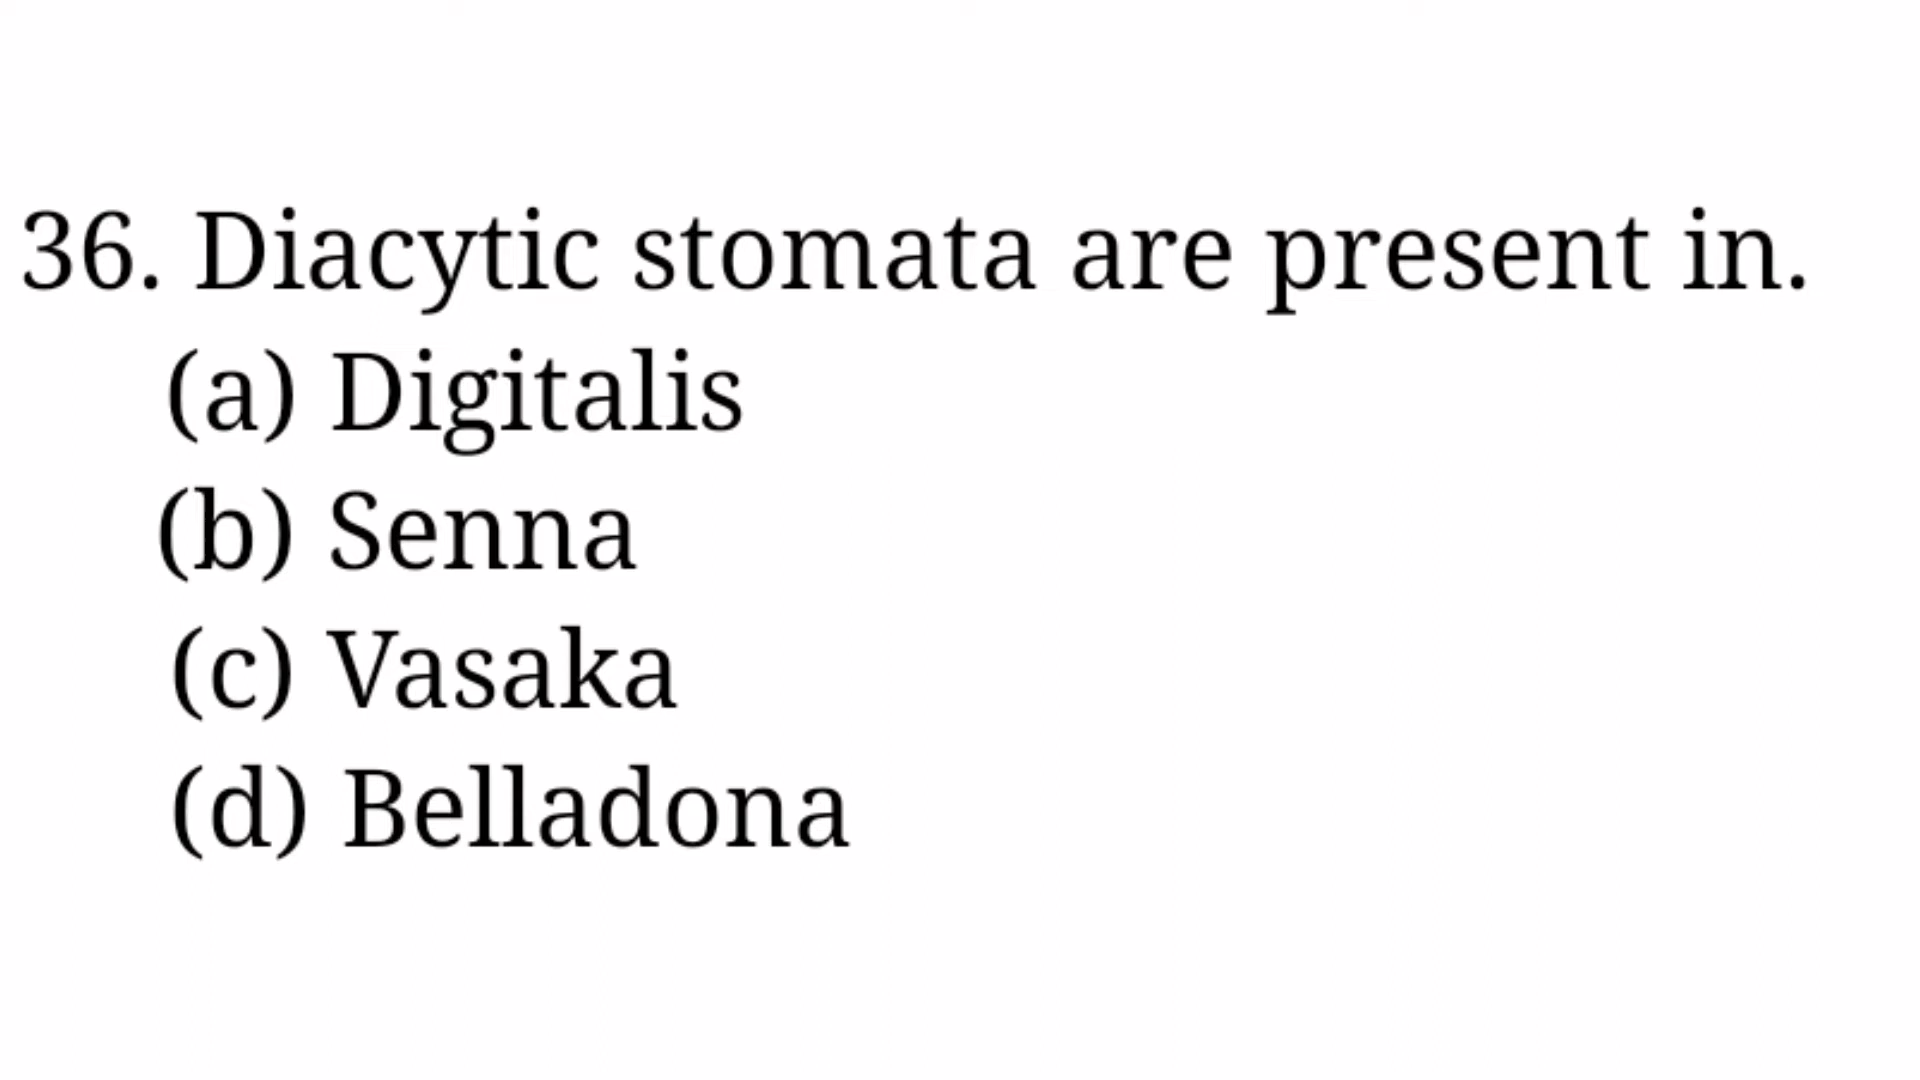 36. Diacytic stomata are present in.
(a) Digitalis
(b) Senna
(c) Vasaka
(d) Belladona